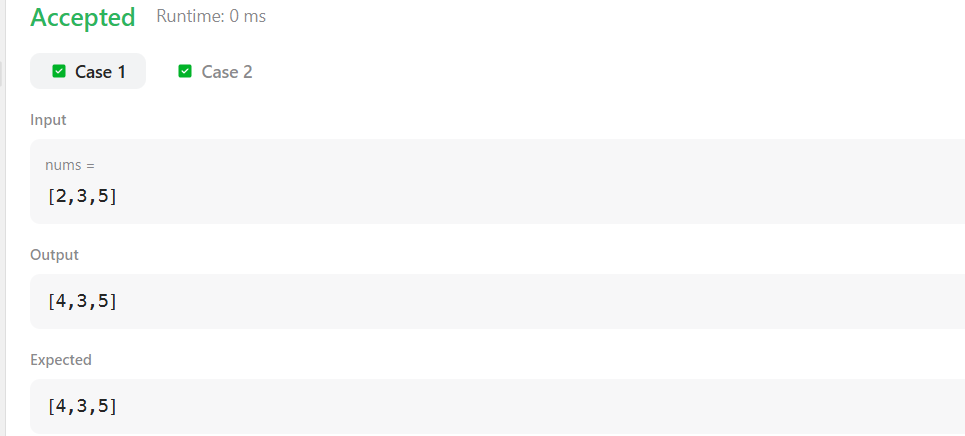 Accepted Runtime: 0 ms
Case 1 Case 2
Input
nums =
[2,3,5]
Output
[4,3,5]
Expected
[4,3,5]